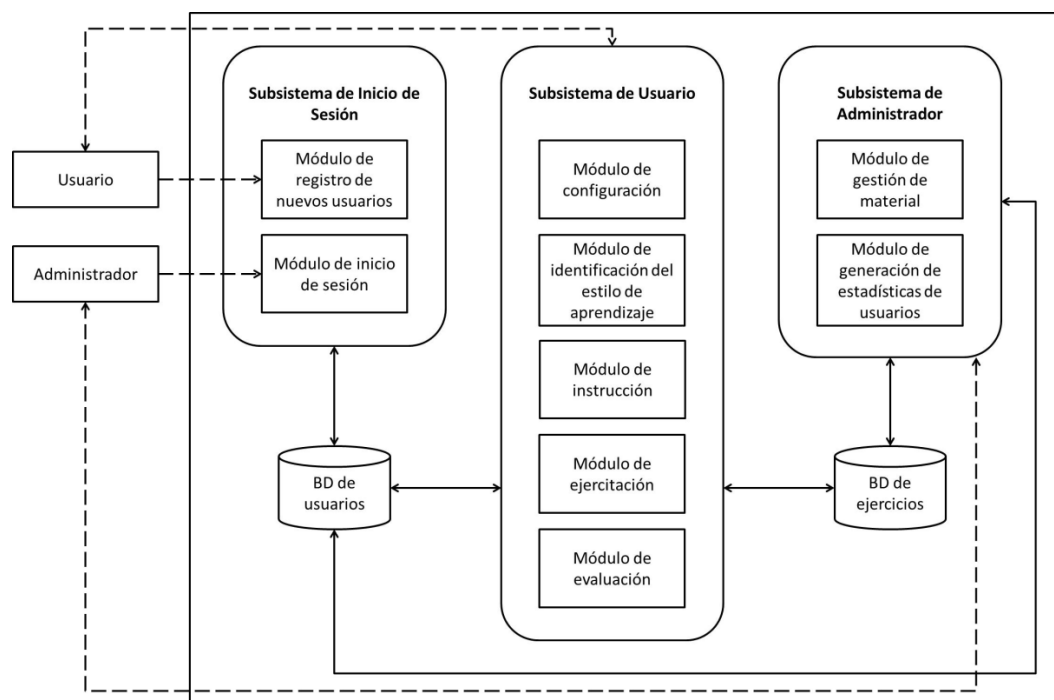 Usuario
Administrador
Subsistema de Inicio de
Sesión
Módulo de
registro de
nuevos usuarios
Módulo de inicio
de sesión
BD de
usuarios
Subsistema de Usuario
Módulo de
configuración
Módulo de
identificación del
estilo de
aprendizaje
Módulo de
instrucción
Módulo de
ejercitación
Módulo de
evaluación
Subsistema de
Administrador
Módulo de
gestión de
material
Módulo de
generación de
estadísticas de
usuarios
BD de
ejercicios